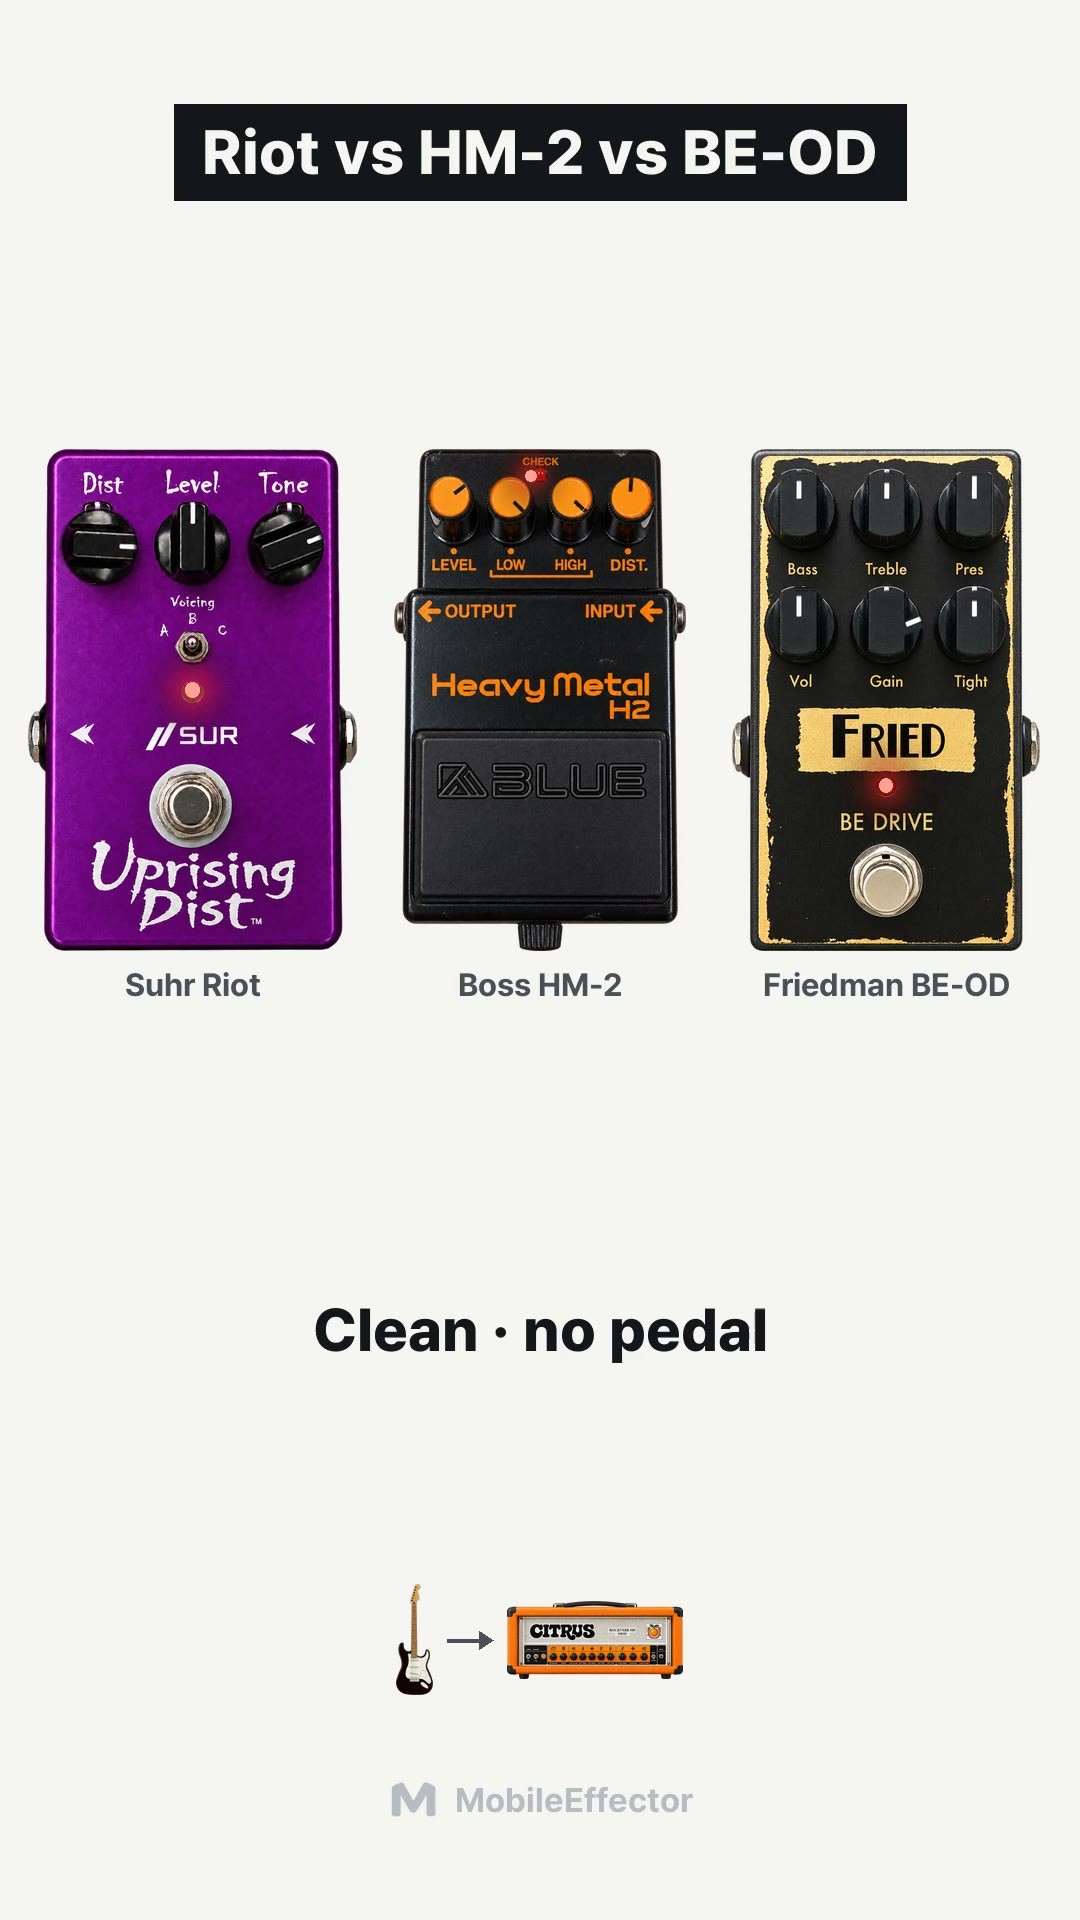 Riot vs HM-2 vs BE-OD
Dist Level Tone
Voicing
A B C
SUR
Uprising
Dist™
CHECK
LEVEL LOW HIGH DIST.
OUTPUT INPUT
Heavy Metal
H2
BLUE
Bass Treble Pres
Vol Gain Tight
FRIED
BE DRIVE
Suhr Riot
Boss HM-2
Friedman BE-OD
Clean · no pedal
CITRUS
MobileEffector